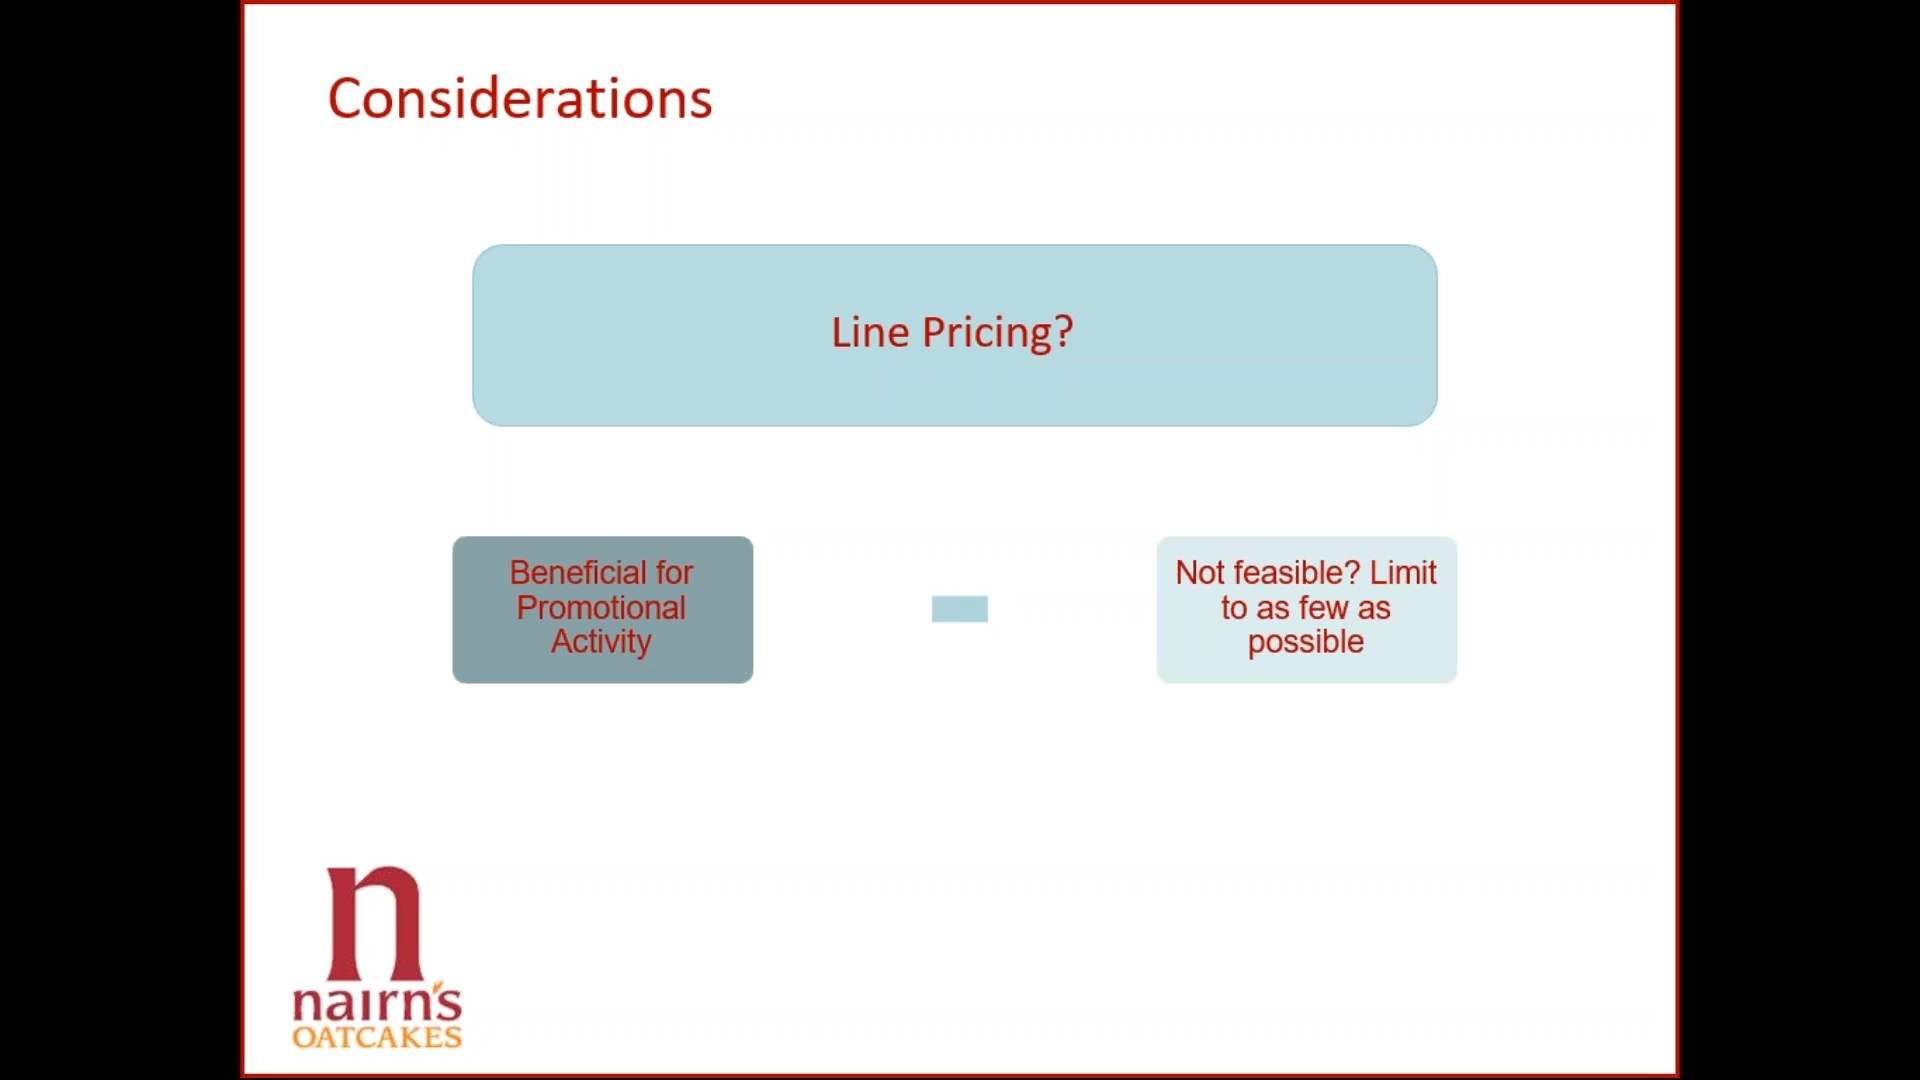 Considerations
Line Pricing?
Beneficial for
Promotional
Activity
Not feasible? Limit
to as few as
possible
n
nairn's
OATCAKES